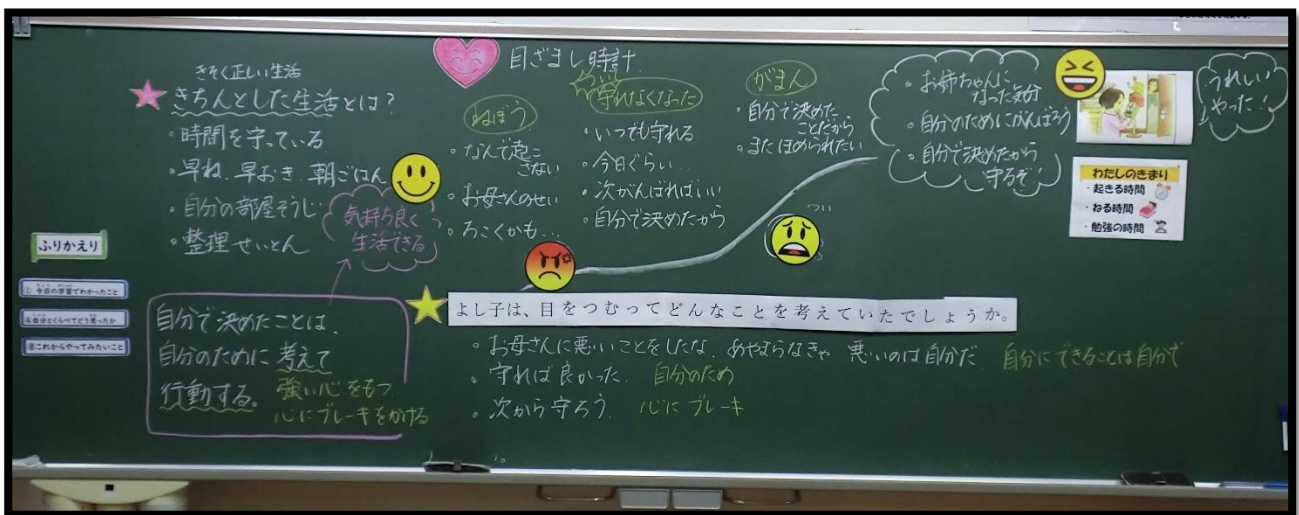 目ざまし時計
きそく正しい生活
きちんとした生活とは?
・時間を守っている
・早ね、早おき、朝ごはん
・自分の部屋そうじ
・整理せいとん
気持ち良く
生活できる
ふりかえり
① 今日の学習でわかったこと
自分とくらべてどう思ったか
これからやってみたいこと
自分で決めたことは、
自分のために考えて
行動する。
強い心をもつ
心にブレーキをかける
ねぼう
・なんで起こ
さない
・お母さんのせい
・ちこくかも…
守れなくなった
・いつでも守れる
・今日ぐらい…
・次がんばればいい
・自分で決めたから
がまん
・自分で決めた
ことだから
・またほめられたい
つい…
・お姉ちゃんに
なった気分
・自分のためにがんばろう
・自分で決めたから
守るぞ!
うれしい
やった!
わたしのきまり
・起きる時間
・ねる時間
・勉強の時間
よし子は、目をつむってどんなことを考えていたでしょうか。
・お母さんに悪いことをしたな、あやまらなきゃ 悪いのは自分だ 自分にできることは自分で
・守れば良かった 自分のため
・次から守ろう、心にブレーキ